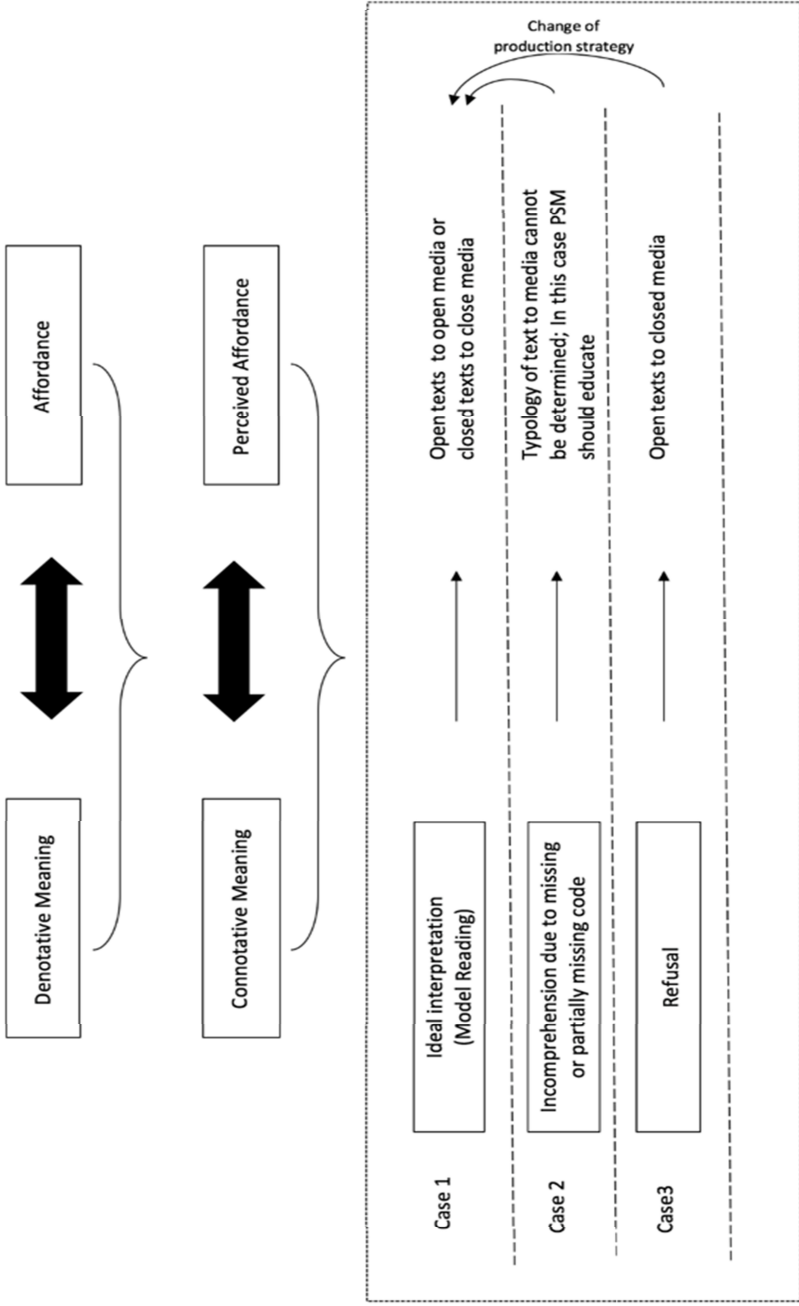 Denotative Meaning
Affordance
Connotative Meaning
Perceived Affordance
Case 1
Ideal interpretation
(Model Reading)
Open texts to open media or
closed texts to close media
Case 2
Incomprehension due to missing
or partially missing code
Typology of text to media cannot
be determined; In this case PSM
should educate
Case3
Refusal
Open texts to closed media
Change of
production strategy